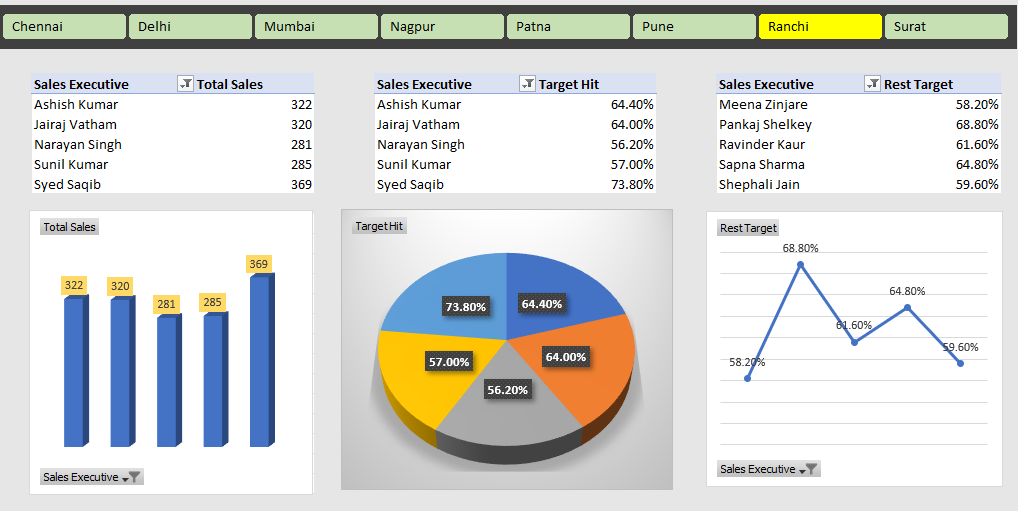 Chennai Delhi Mumbai Nagpur Patna Pune Ranchi Surat
Sales Executive Total Sales
Ashish Kumar 322
Jairaj Vatham 320
Narayan Singh 281
Sunil Kumar 285
Syed Saqib 369
Sales Executive Target Hit
Ashish Kumar 64.40%
Jairaj Vatham 64.00%
Narayan Singh 56.20%
Sunil Kumar 57.00%
Syed Saqib 73.80%
Sales Executive Rest Target
Meena Zinjare 58.20%
Pankaj Shelkey 68.80%
Ravinder Kaur 61.60%
Sapna Sharma 64.80%
Shephali Jain 59.60%
Total Sales
322 320 281 285 369
Sales Executive
Target Hit
73.80% 64.40%
57.00% 64.00%
56.20%
Rest Target
68.80%
64.80%
61.60%
59.60%
58.20%
Sales Executive